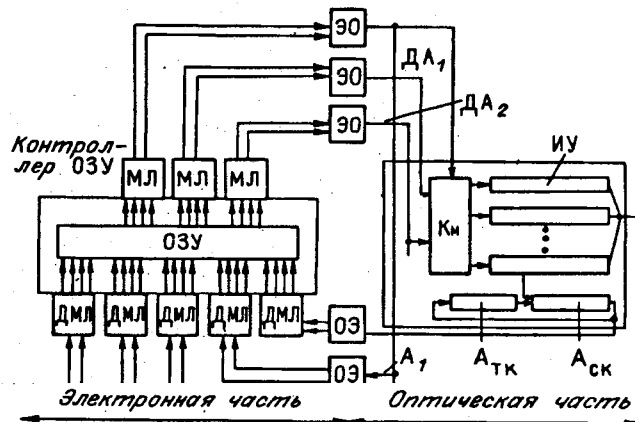 ЭО
ДА₁
ЭО
ДА₂
ЭО
Контрол-
лер ОЗУ
МЛ МЛ МЛ
ИУ
Км
ОЗУ
ДМЛ ДМЛ ДМЛ ДМЛ ДМЛ
ОЭ
ОЭ
А₁
Атк
Аск
Электронная часть
Оптическая часть